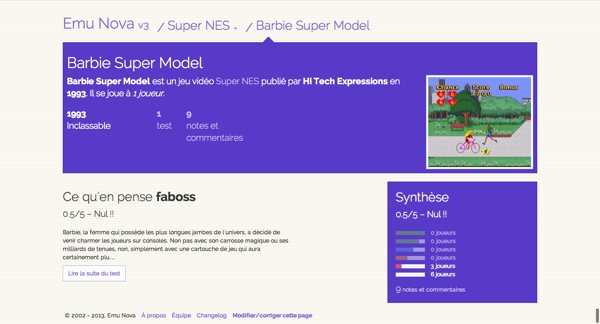 Emu Nova v3 / Super NES / Barbie Super Model
Barbie Super Model
Barbie Super Model est un jeu vidéo Super NES publié par Hi Tech Expressions en
1993. Il se joue à 1 joueur.
1993 1 9
Inclassable test notes et
commentaires
Chance Score Bonus
Ce qu'en pense faboss
0.5/5 – Nul !!
Barbie, la femme qui possède les plus longues jambes de l'univers, a décidé de
venir charmer les joueurs sur consoles. Non pas avec son carrosse magique ou ses
milliards de tenues, non, simplement avec une cartouche de jeu qui aura
certainement plu...
Lire la suite du test
Synthèse
0.5/5 – Nul !!
0 joueurs
0 joueurs
0 joueurs
0 joueurs
3 joueurs
6 joueurs
9 notes et commentaires
© 2002 - 2013, Emu Nova À propos Équipe Changelog Modifier/corriger cette page